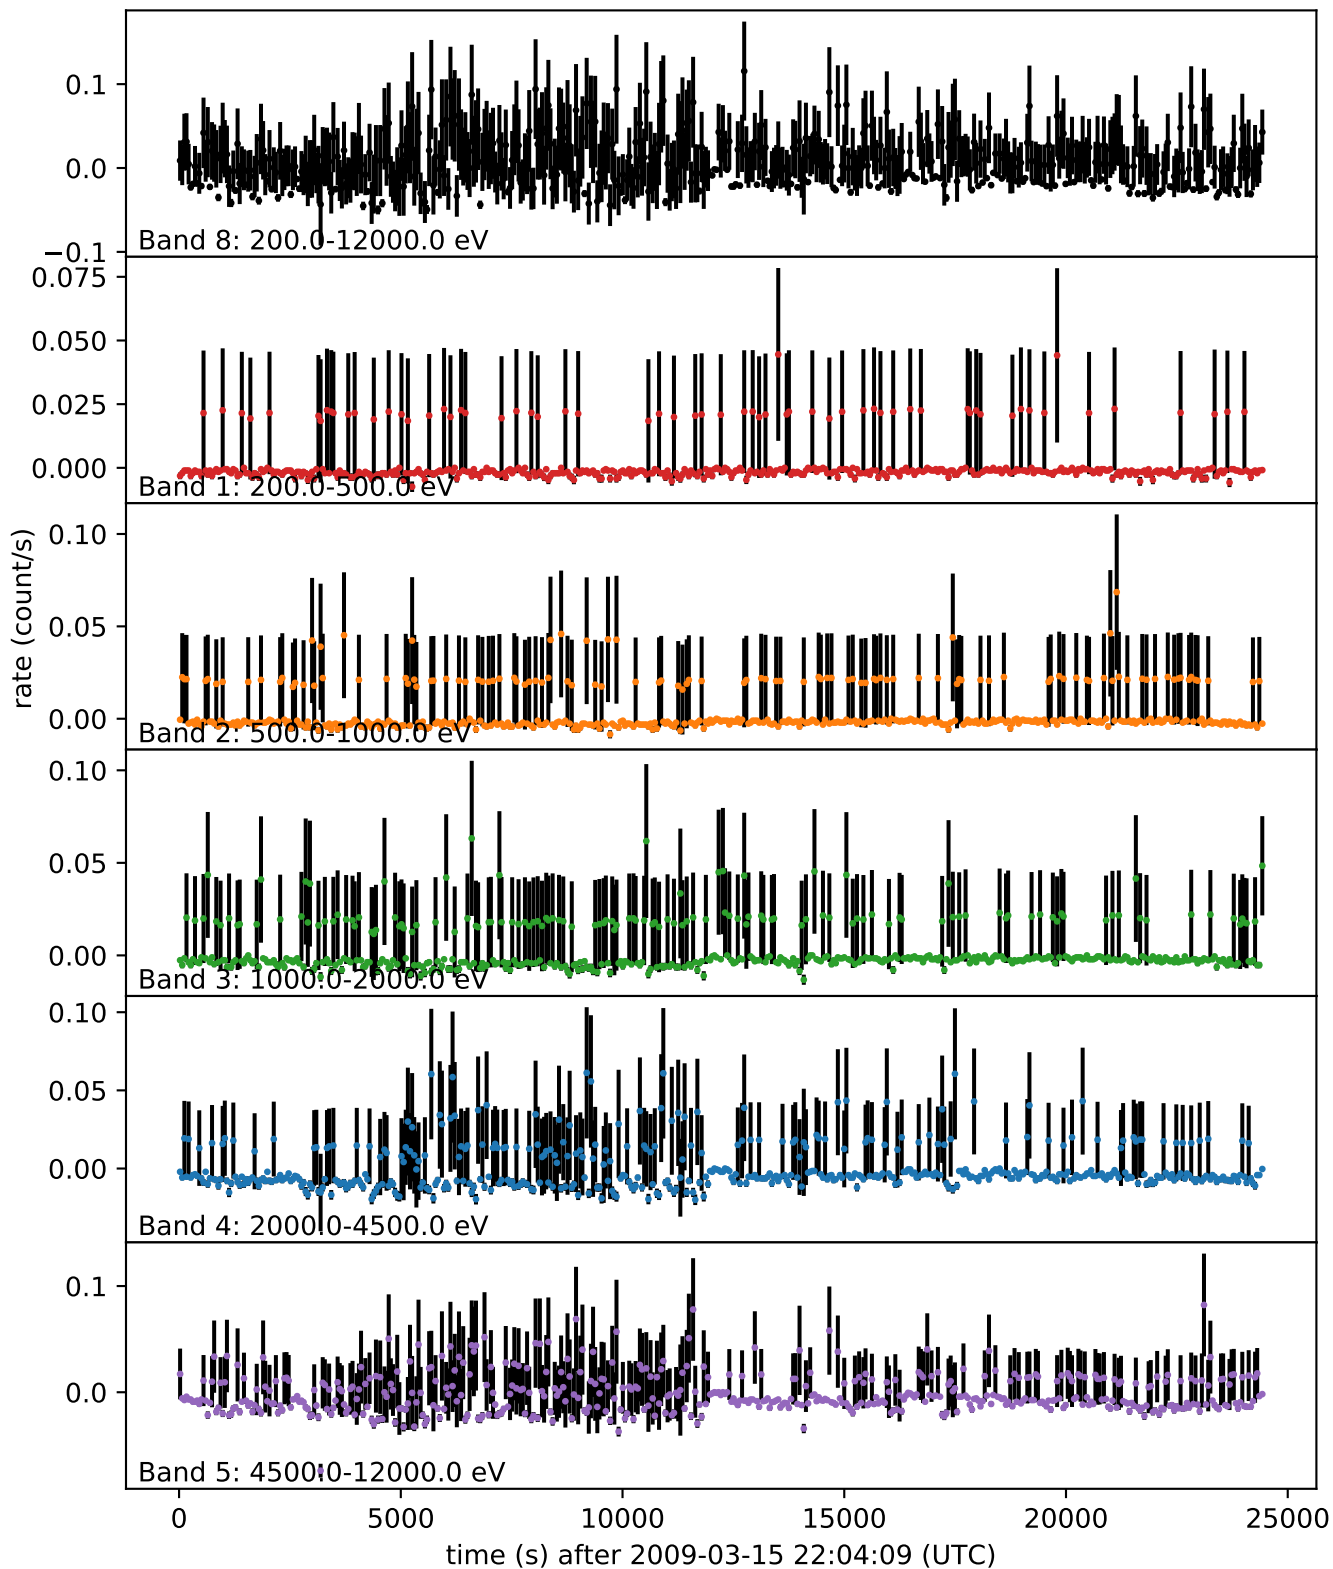 0.1
0.0
−0.1
Band 8: 200.0-12000.0 eV
0.075
0.050
0.025
0.000
Band 1: 200.0-500.0 eV
0.10
0.05
0.00
Band 2: 500.0-1000.0 eV
rate (count/s)
0.10
0.05
0.00
Band 3: 1000.0-2000.0 eV
0.10
0.05
0.00
Band 4: 2000.0-4500.0 eV
0.1
0.0
Band 5: 4500.0-12000.0 eV
0 5000 10000 15000 20000 25000
time (s) after 2009-03-15 22:04:09 (UTC)